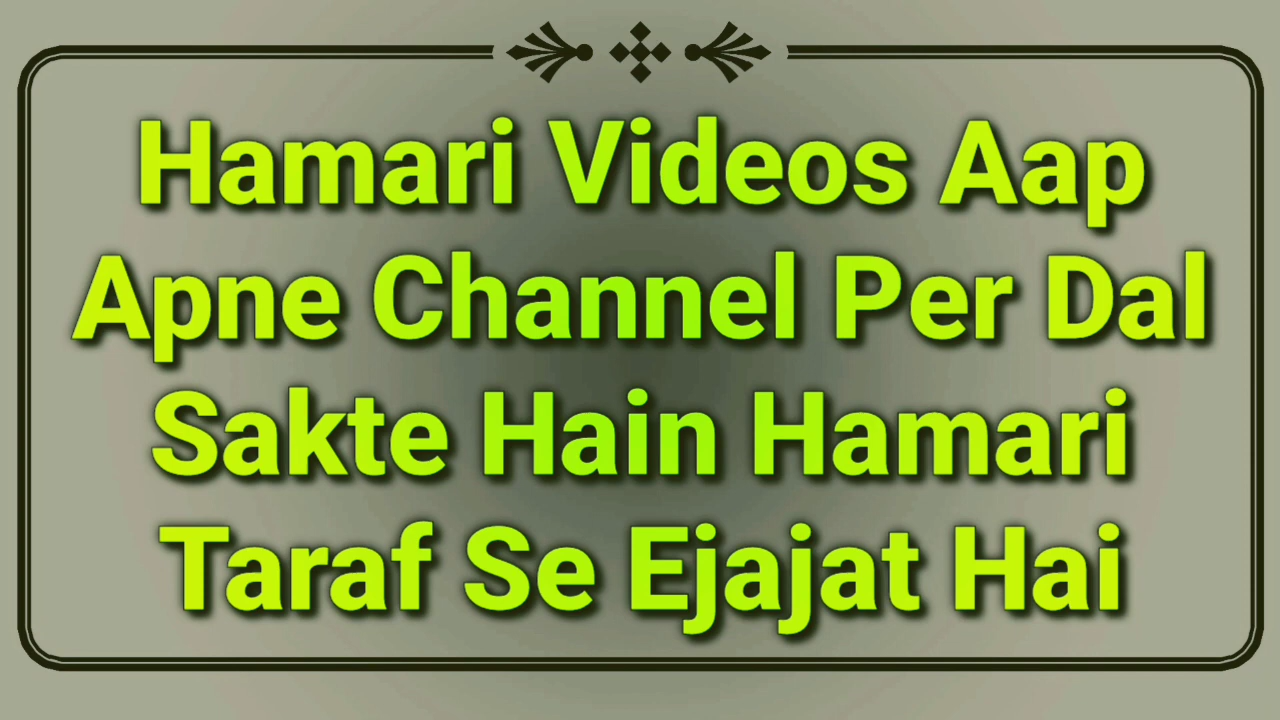 Hamari Videos Aap
Apne Channel Per Dal
Sakte Hain Hamari
Taraf Se Ejajat Hai